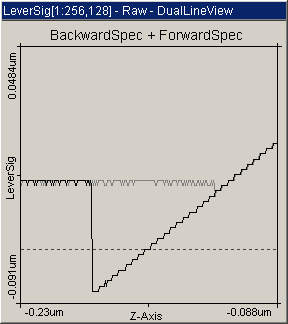 LeverSig[1:256,128] - Raw - DualLineView
BackwardSpec + ForwardSpec
0.0484um
LeverSig
-0.091um
-0.23um
Z-Axis
-0.088um